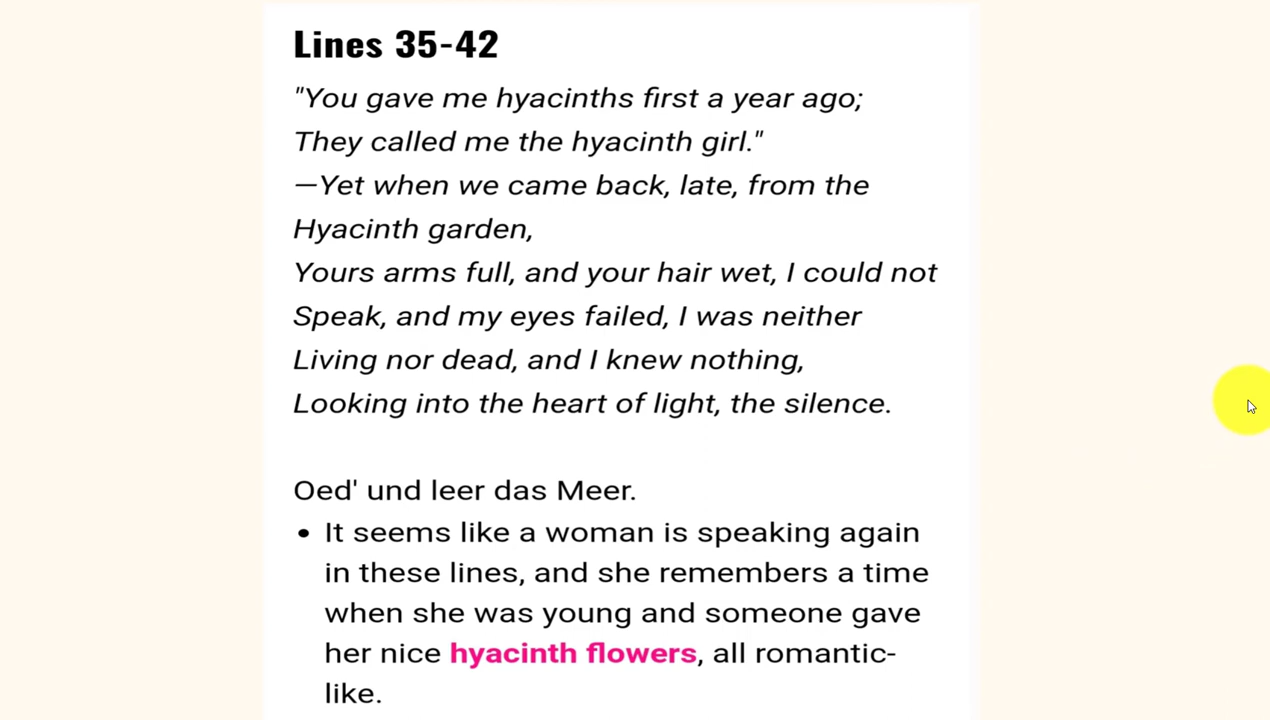 Lines 35-42
"You gave me hyacinths first a year ago;
They called me the hyacinth girl."
—Yet when we came back, late, from the
Hyacinth garden,
Yours arms full, and your hair wet, I could not
Speak, and my eyes failed, I was neither
Living nor dead, and I knew nothing,
Looking into the heart of light, the silence.
Oed' und leer das Meer.
• It seems like a woman is speaking again
in these lines, and she remembers a time
when she was young and someone gave
her nice hyacinth flowers, all romantic-
like.